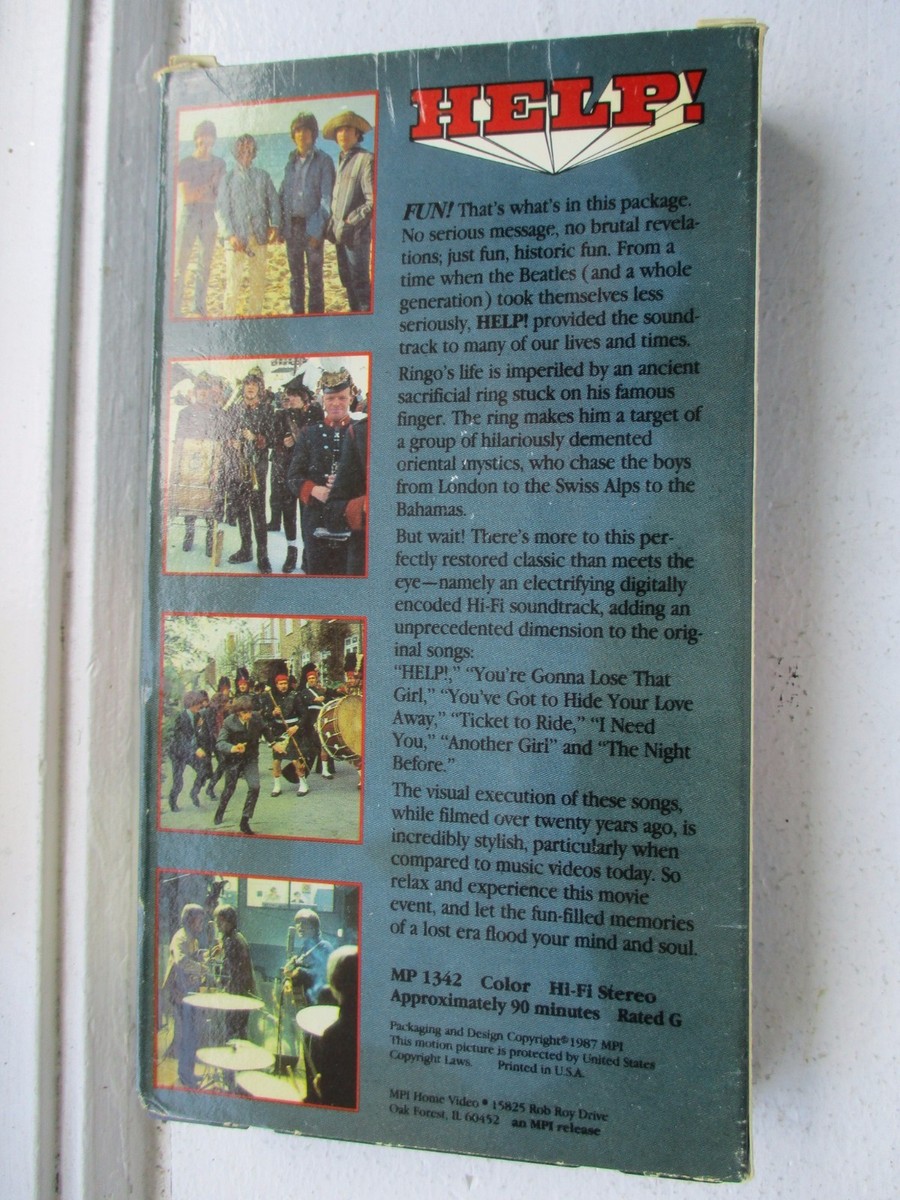 HELP!
FUN! That's what's in this package.
No serious message, no brutal revela-
tions; just fun, historic fun. From a
time when the Beatles (and a whole
generation) took themselves less
seriously, HELP! provided the sound-
track to many of our lives and times.
Ringo's life is imperiled by an ancient
sacrificial ring stuck on his famous
finger. The ring makes him a target of
a group of hilariously demented
oriental mystics, who chase the boys
from London to the Swiss Alps to the
Bahamas.
But wait! There's more to this per-
fectly restored classic than meets the
eye—namely an electrifying digitally
encoded Hi-Fi soundtrack, adding an
unprecedented dimension to the orig-
inal songs:
“HELP!,” “You're Gonna Lose That
Girl,” “You've Got to Hide Your Love
Away,” “Ticket to Ride,” “I Need
You,” “Another Girl” and “The Night
Before.”
The visual execution of these songs,
while filmed over twenty years ago, is
incredibly stylish, particularly when
compared to music videos today. So
relax and experience this movie
event, and let the fun-filled memories
of a lost era flood your mind and soul.
MP 1342 Color Hi-Fi Stereo
Approximately 90 minutes Rated G
Packaging and Design Copyright© 1987 MPI
This motion picture is protected by United States
Copyright Laws. Printed in U.S.A.
MPI Home Video • 15825 Rob Roy Drive
Oak Forest, IL 60452 an MPI release